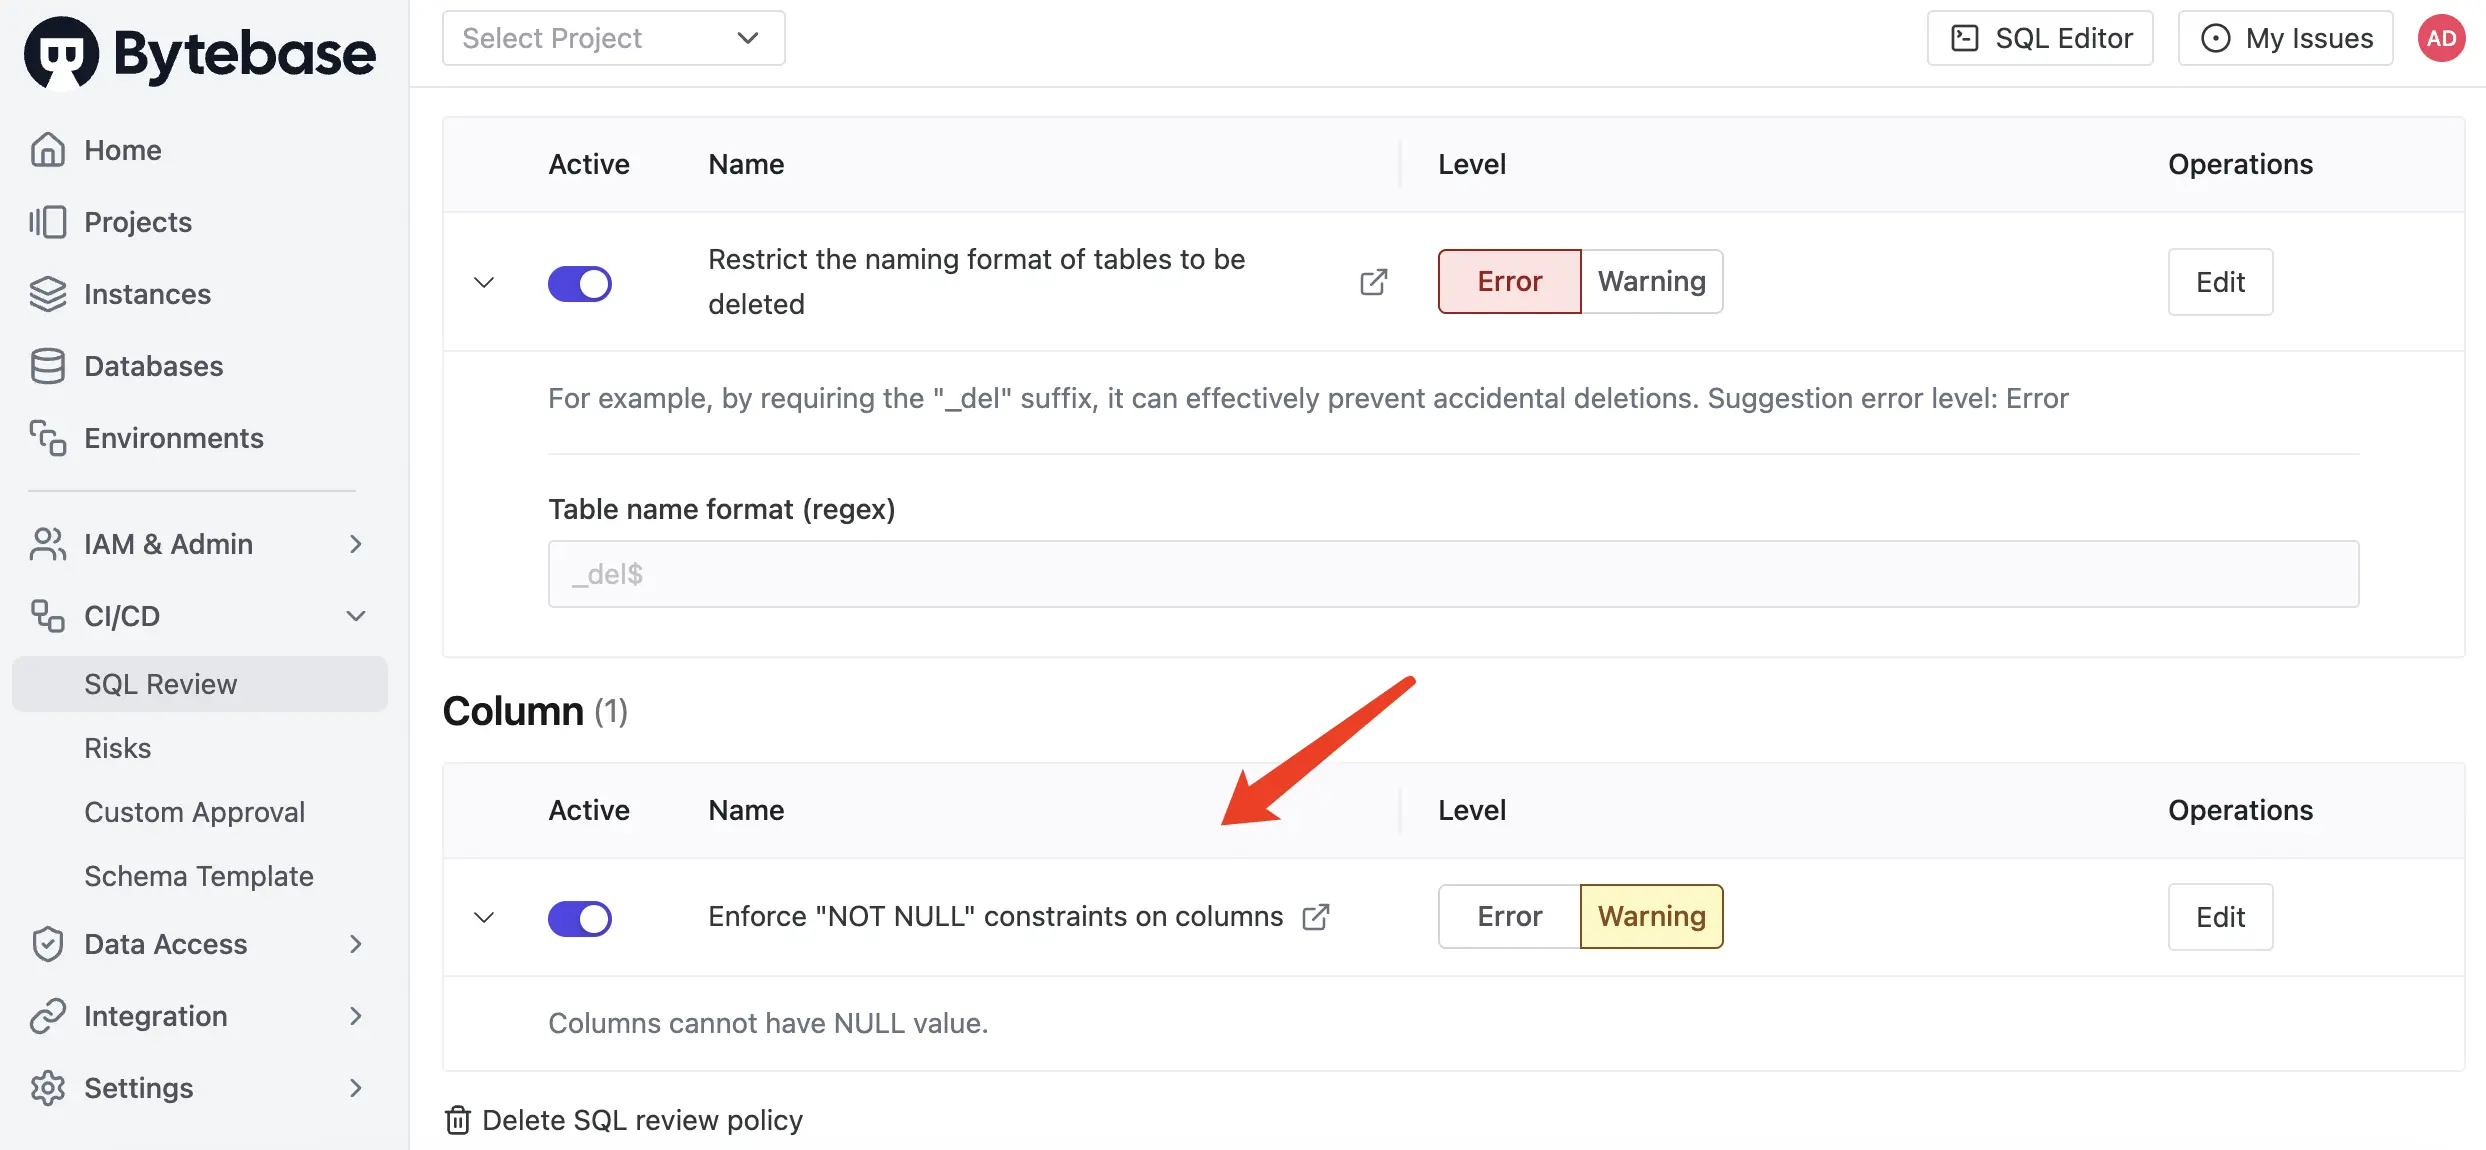 Bytebase
Select Project
SQL Editor
My Issues
AD
Home
Projects
Instances
Databases
Environments
IAM & Admin
CI/CD
SQL Review
Risks
Custom Approval
Schema Template
Data Access
Integration
Settings
Active Name Level Operations
Restrict the naming format of tables to be
deleted
Error Warning
Edit
For example, by requiring the "_del" suffix, it can effectively prevent accidental deletions. Suggestion error level: Error
Table name format (regex)
_del$
Column (1)
Active Name Level Operations
Enforce "NOT NULL" constraints on columns
Error Warning
Edit
Columns cannot have NULL value.
Delete SQL review policy